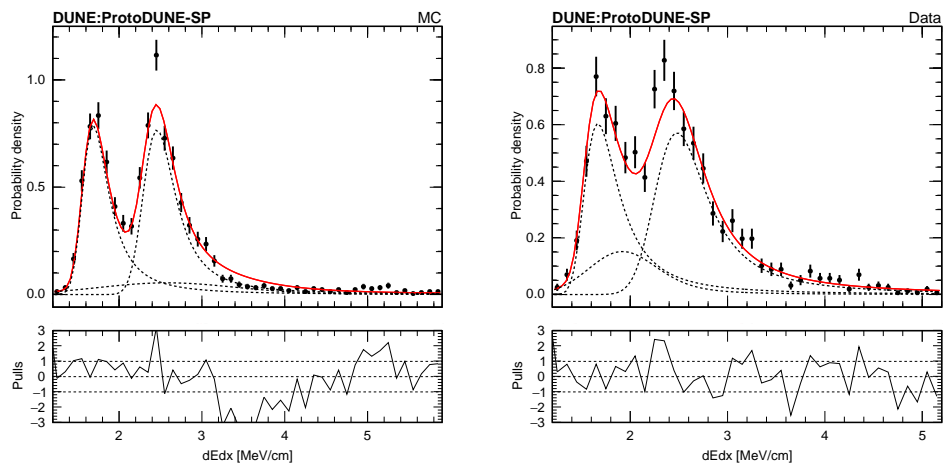 DUNE:ProtoDUNE-SP MC
1.0
0.5
0.0
Probability density
3
2
1
0
−1
−2
−3
Pulls
2 3 4 5
dEdx [MeV/cm]
DUNE:ProtoDUNE-SP Data
0.8
0.6
0.4
0.2
0.0
Probability density
3
2
1
0
−1
−2
−3
Pulls
2 3 4 5
dEdx [MeV/cm]